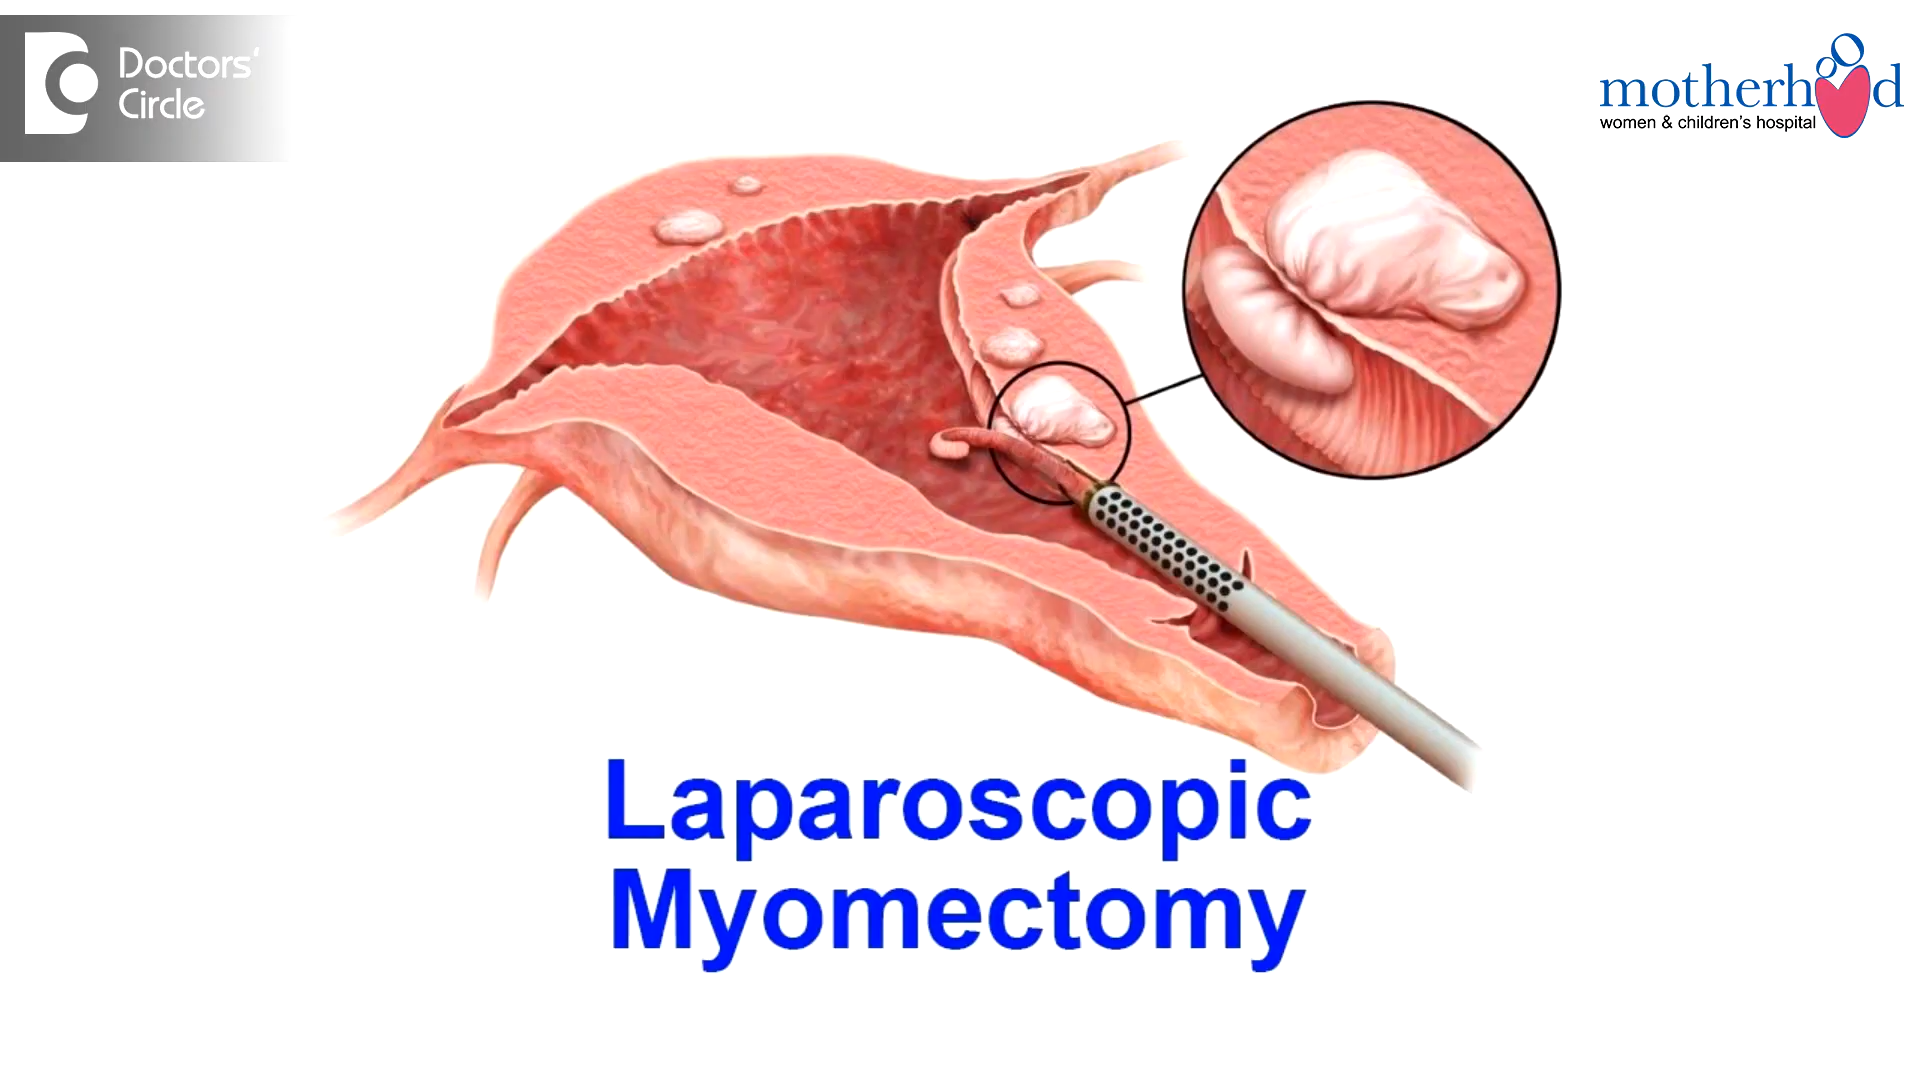 Doctors'
Circle
motherhood
women & children's hospital
Laparoscopic
Myomectomy